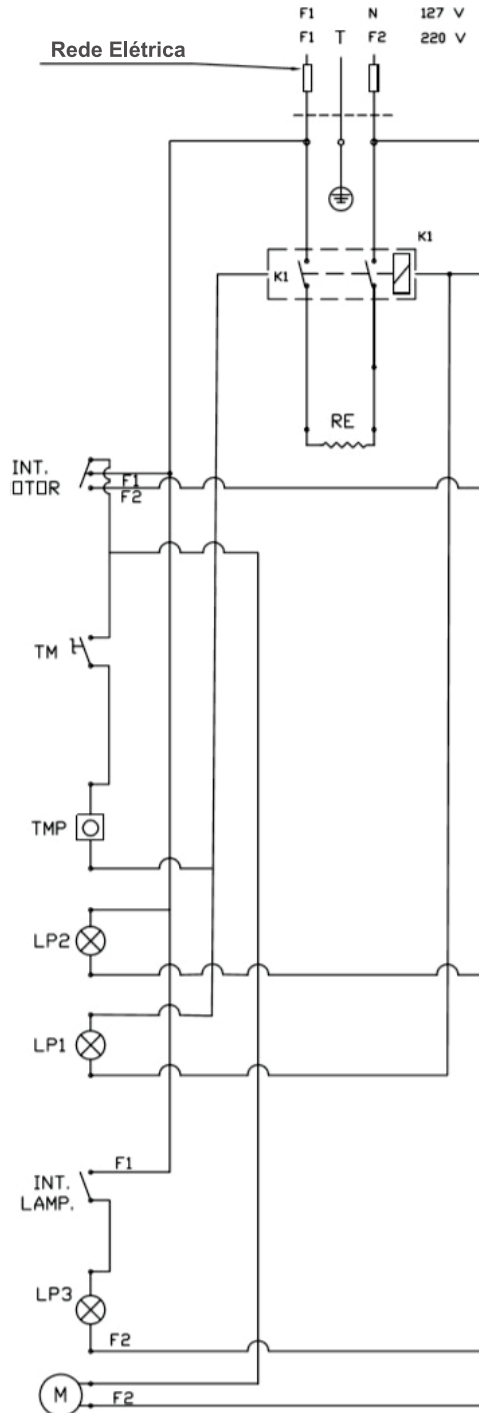 F1 N 127 V
F1 T F2 220 V
Rede Elétrica
K1
K1
RE
INT.
OTOR
F1
F2
TM
TMP
LP2
LP1
F1
INT.
LAMP.
LP3
F2
M
F2